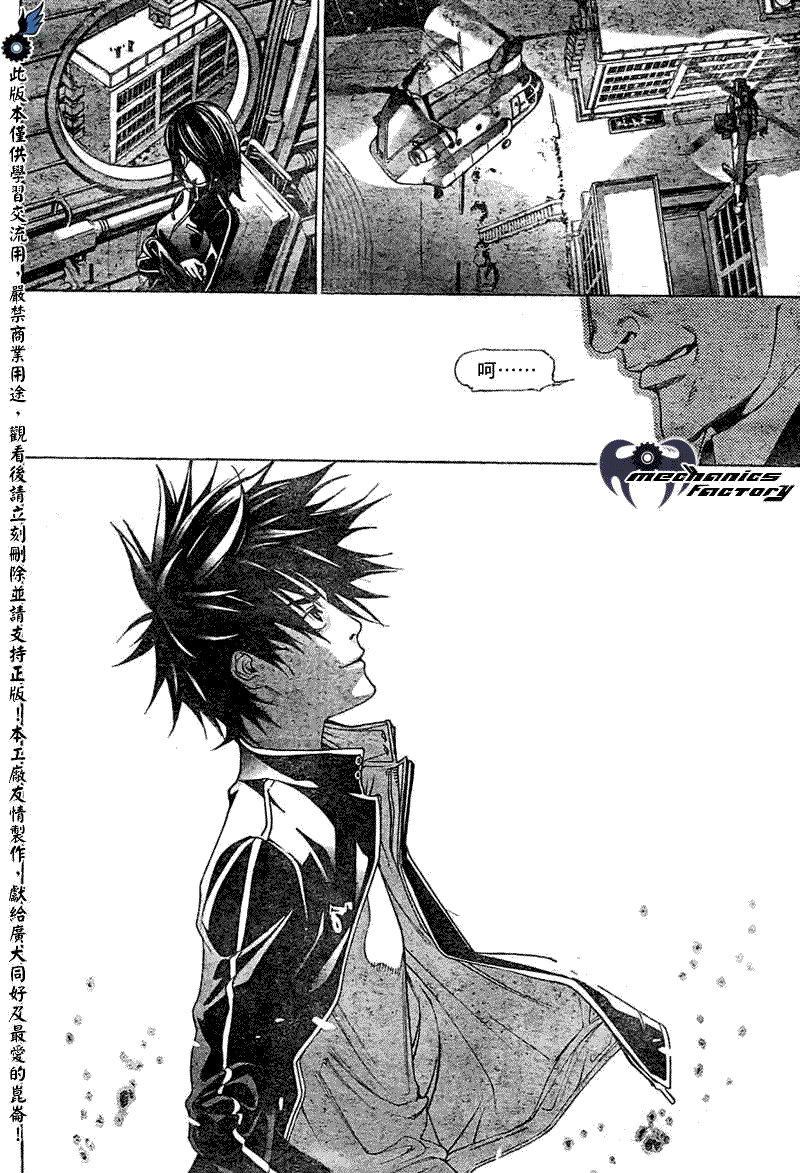 此版本僅供學習交流用，嚴禁商業用途，觀看後請立刻刪除並請支持正版！本工廠友情製作，獻給廣大同好及最愛的崑崙！
呵……
mechanics
Factory